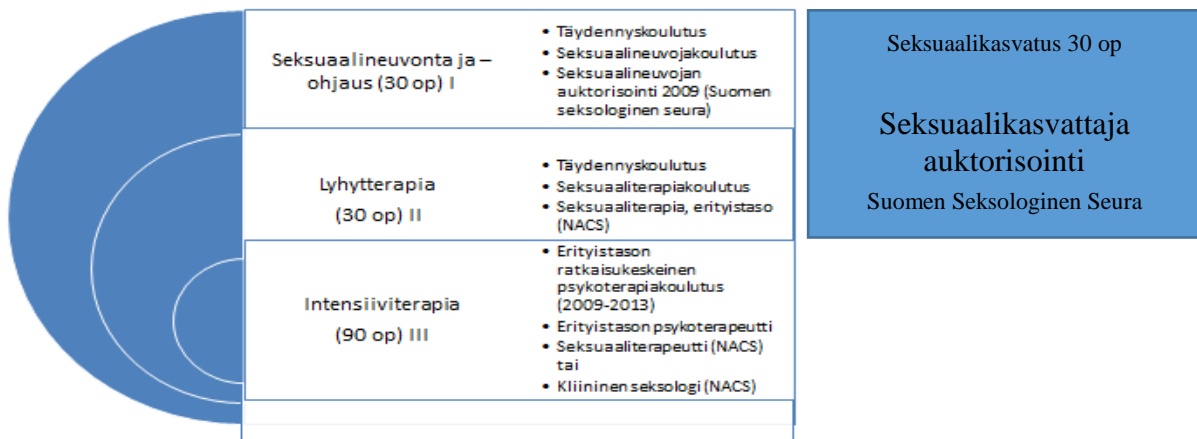 Seksuaalineuvonta ja –
ohjaus (30 op) I
• Täydennyskoulutus
• Seksuaalineuvojakoulutus
• Seksuaalineuvojan
auktorisointi 2009 (Suomen
seksologinen seura)
Lyhytterapia
(30 op) II
• Täydennyskoulutus
• Seksuaaliterapiakoulutus
• Seksuaaliterapia, erityistaso
(NACS)
Intensiiviterapia
(90 op) III
• Erityistason
ratkaisukeskeinen
psykoterapiakoulutus
(2009-2013)
• Erityistason psykoterapeutti
• Seksuaaliterapeutti (NACS)
tai
• Kliininen seksologi (NACS)
Seksuaalikasvatus 30 op
Seksuaalikasvattaja
auktorisointi
Suomen Seksologinen Seura